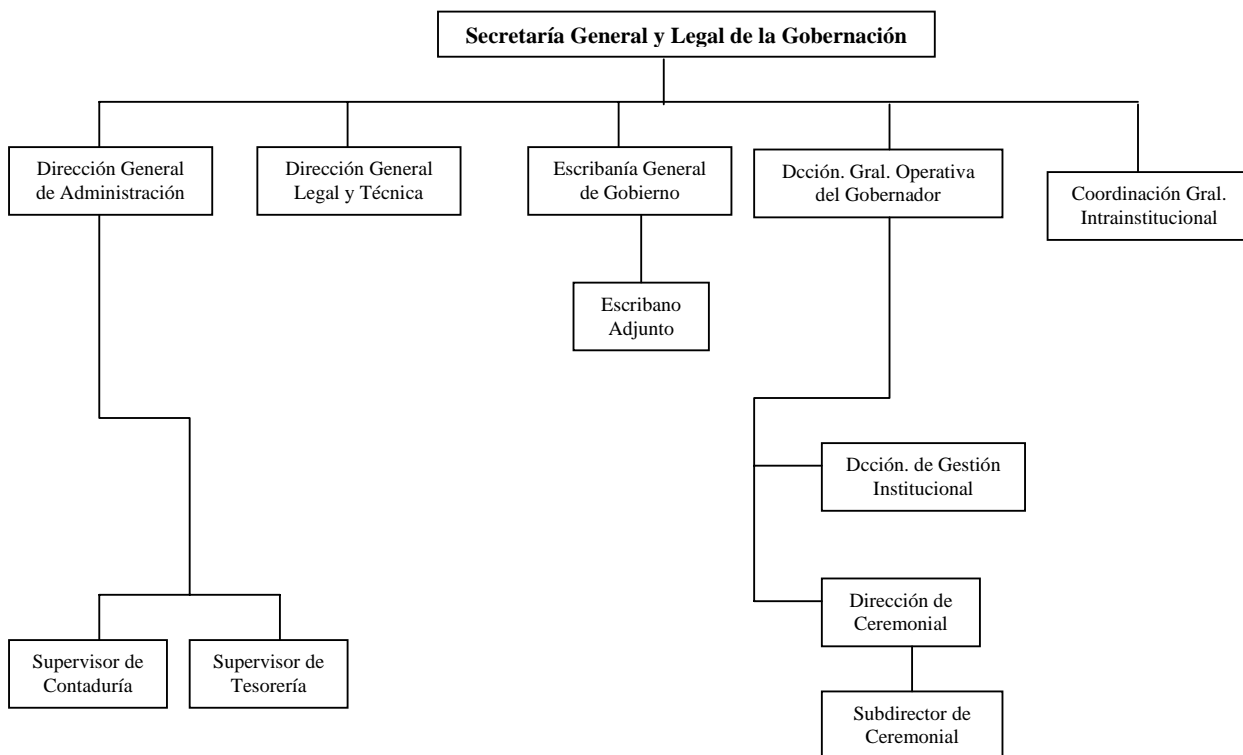 Secretaría General y Legal de la Gobernación
Dirección General
de Administración
Dirección General
Legal y Técnica
Escribanía General
de Gobierno
Dcción. Gral. Operativa
del Gobernador
Coordinación Gral.
Intrainstitucional
Escribano
Adjunto
Dcción. de Gestión
Institucional
Dirección de
Ceremonial
Supervisor de
Contaduría
Supervisor de
Tesorería
Subdirector de
Ceremonial